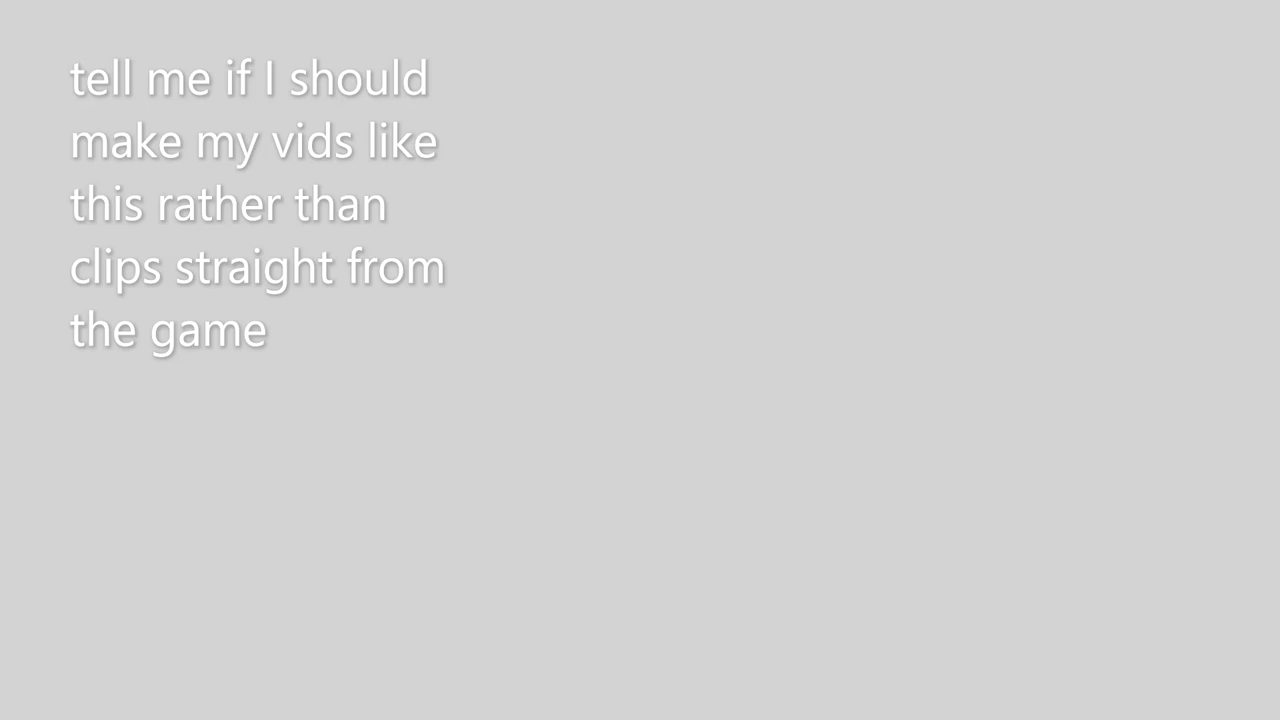 tell me if I should
make my vids like
this rather than
clips straight from
the game